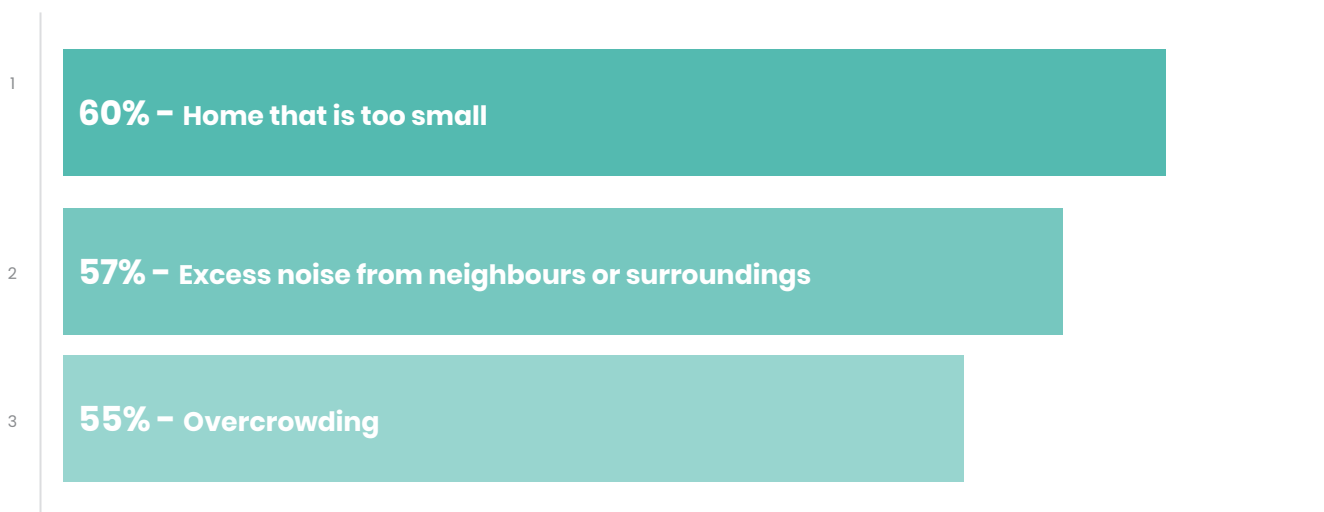 1
60% - Home that is too small
2
57% - Excess noise from neighbours or surroundings
3
55% - Overcrowding